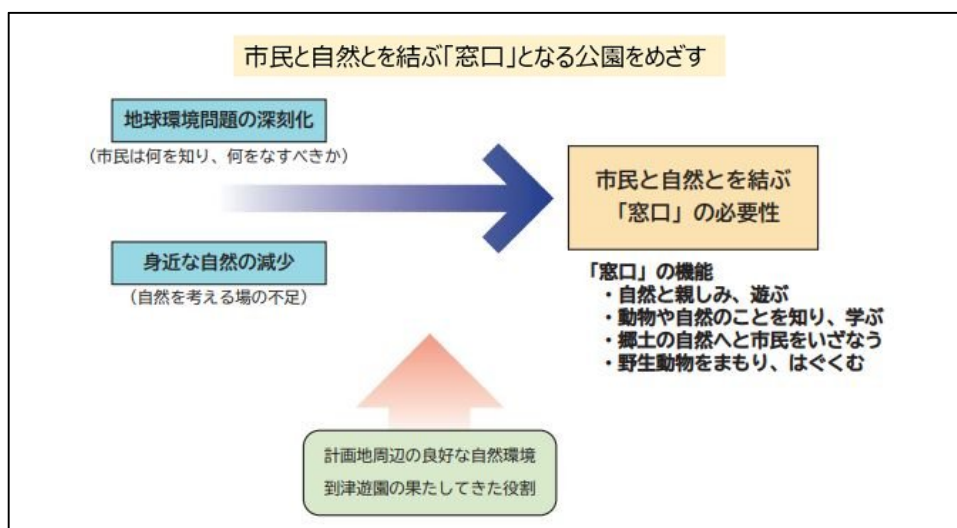 市民と自然とを結ぶ「窓口」となる公園をめざす
地球環境問題の深刻化
（市民は何を知り、何をなすべきか）
身近な自然の減少
（自然を考える場の不足）
市民と自然とを結ぶ
「窓口」の必要性
「窓口」の機能
・自然と親しみ、遊ぶ
・動物や自然のことを知り、学ぶ
・郷土の自然へと市民をいざなう
・野生動物をまもり、はぐくむ
計画地周辺の良好な自然環境
到津遊園の果たしてきた役割